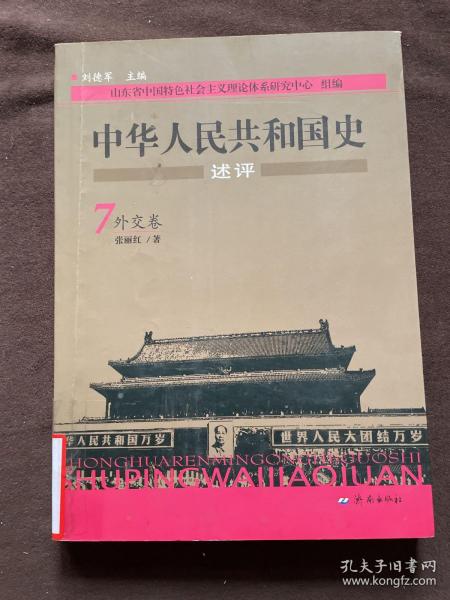 刘德军 主编
山东省中国特色社会主义理论体系研究中心 组编
中华人民共和国史
述评
7 外交卷
张丽红/著
华人民共和国万岁
世界人民大团结万岁
ZHONGHUARENMINGONGHEGUOSHI
SHUPINGWAIJIAOJUAN
济南出版社
孔夫子旧书网
www.kongfz.com